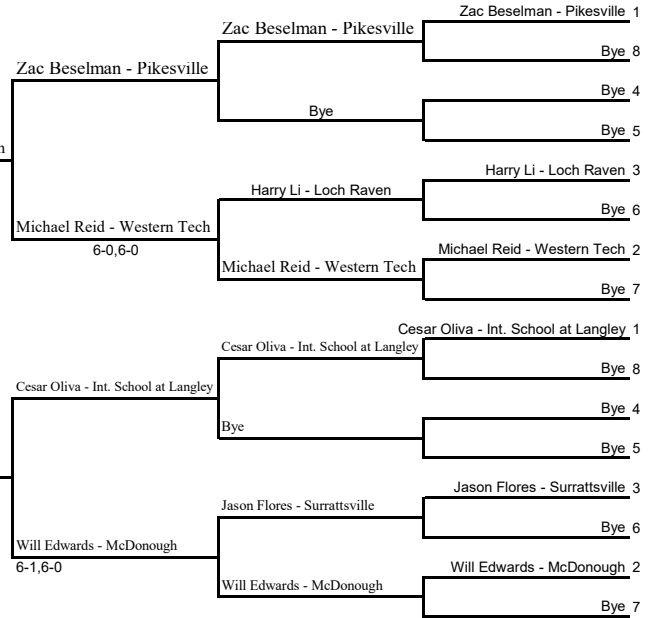 Zac Beselman - Pikesville 1
Zac Beselman - Pikesville
Bye 8
Zac Beselman - Pikesville
Bye 4
Bye
Bye 5
n
Harry Li - Loch Raven 3
Harry Li - Loch Raven
Bye 6
Michael Reid - Western Tech
6-0,6-0
Michael Reid - Western Tech 2
Michael Reid - Western Tech
Bye 7
Cesar Oliva - Int. School at Langley 1
Cesar Oliva - Int. School at Langley
Bye 8
Cesar Oliva - Int. School at Langley
Bye 4
Bye
Bye 5
Jason Flores - Surrattsville 3
Jason Flores - Surrattsville
Bye 6
Will Edwards - McDonough
6-1,6-0
Will Edwards - McDonough 2
Will Edwards - McDonough
Bye 7